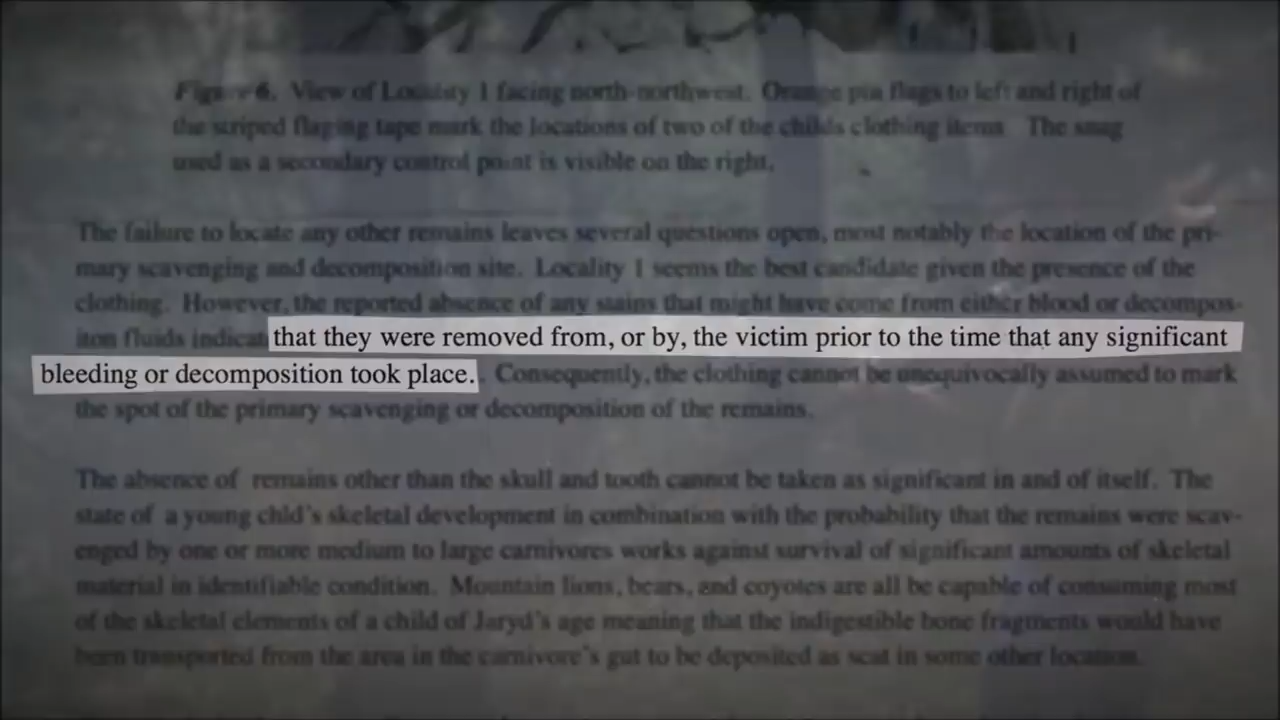 Figure 6. View of Locality 1 facing north-northwest. Orange pin flags to left and right of
the striped flaging tape mark the locations of two of the childs clothing items The snag
used as a secondary control point is visible on the right.
The failure to locate any other remains leaves several questions open, most notably the location of the pri-
mary scavenging and decomposition site. Locality 1 seems the best candidate given the presence of the
clothing. However, the reported absence of any stains that might have come from either blood or decompos-
iton fluids indicat that they were removed from, or by, the victim prior to the time that any significant
bleeding or decomposition took place. Consequently, the clothing cannot be unequivocally assumed to mark
the spot of the primary scavenging or decomposition of the remains.
The absence of remains other than the skull and tooth cannot be taken as significant in and of itself. The
state of a young chld's skeletal development in combination with the probability that the remains were scav-
enged by one or more medium to large carnivores works against survival of significant amounts of skeletal
material in identifiable condition. Mountain lions, bears, and coyotes are all be capable of consuming most
of the skeletal elements of a child of Jaryd's age meaning that the indigestible bone fragments would have
been transported from the area in the carnivore's gut to be deposited as scat in some other location.